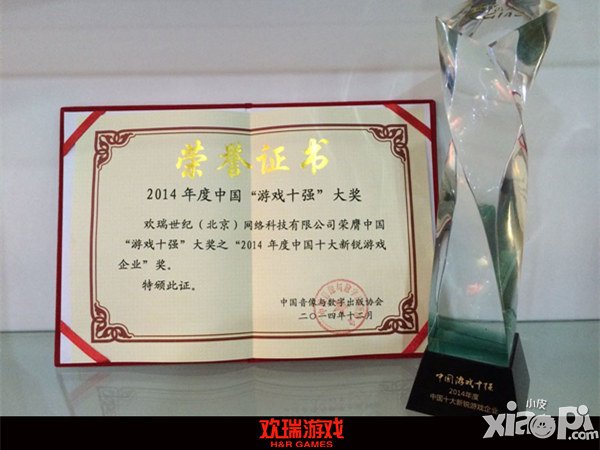 荣誉证书
2014年度中国“游戏十强”大奖
欢瑞世纪（北京）网络科技有限公司荣膺中国
“游戏十强”大奖之“2014年度中国十大新锐游戏
企业”奖。
特颁此证。
中国音像与数字出版协会
二〇一四年十二月
中国游戏十强
2014年度
中国十大新锐游戏企业
欢瑞游戏
H&R GAMES
小皮
xiaopi.com